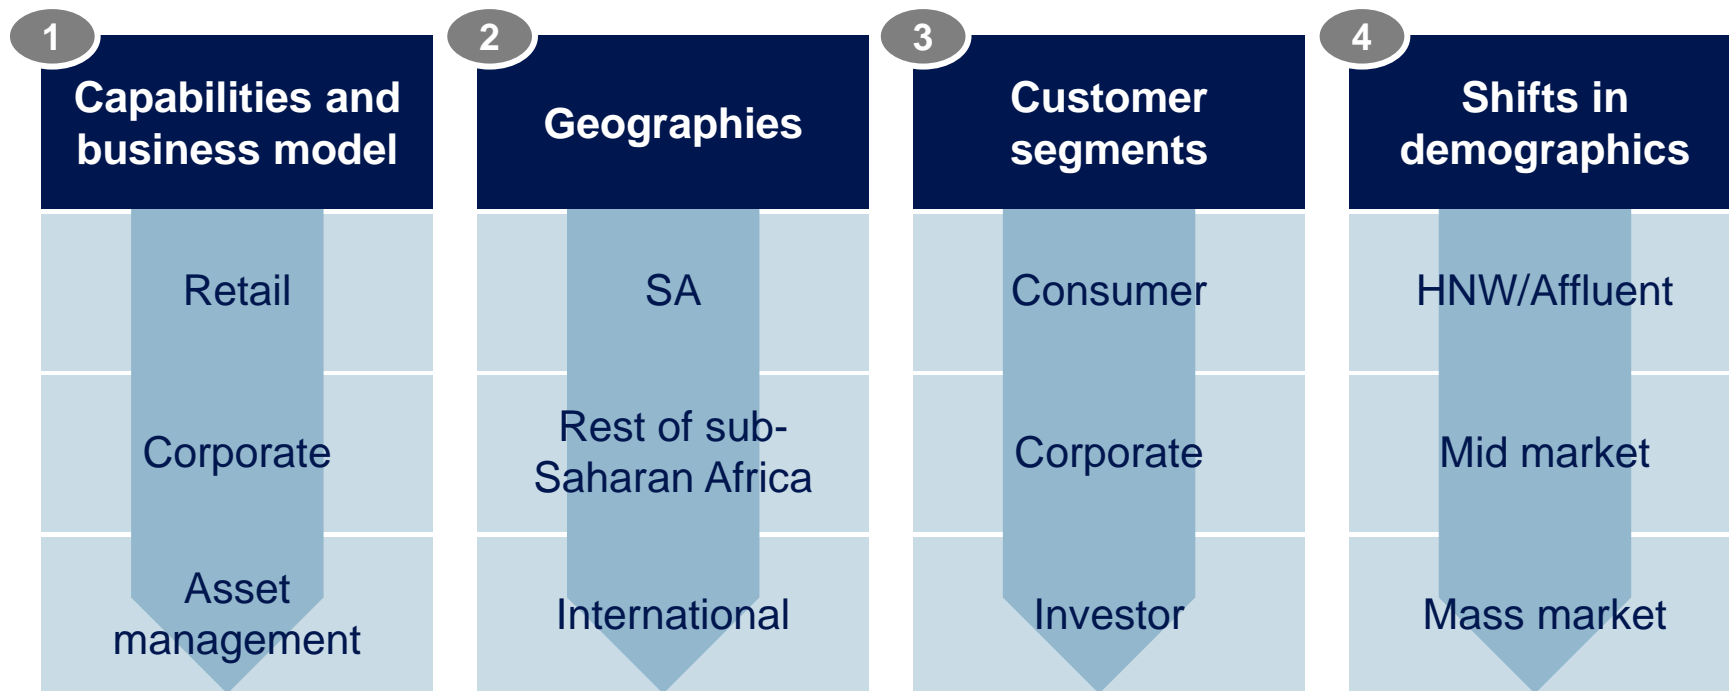 1
Capabilities and
business model
Retail
Corporate
Asset
management
2
Geographies
SA
Rest of sub-
Saharan Africa
International
3
Customer
segments
Consumer
Corporate
Investor
4
Shifts in
demographics
HNW/Affluent
Mid market
Mass market